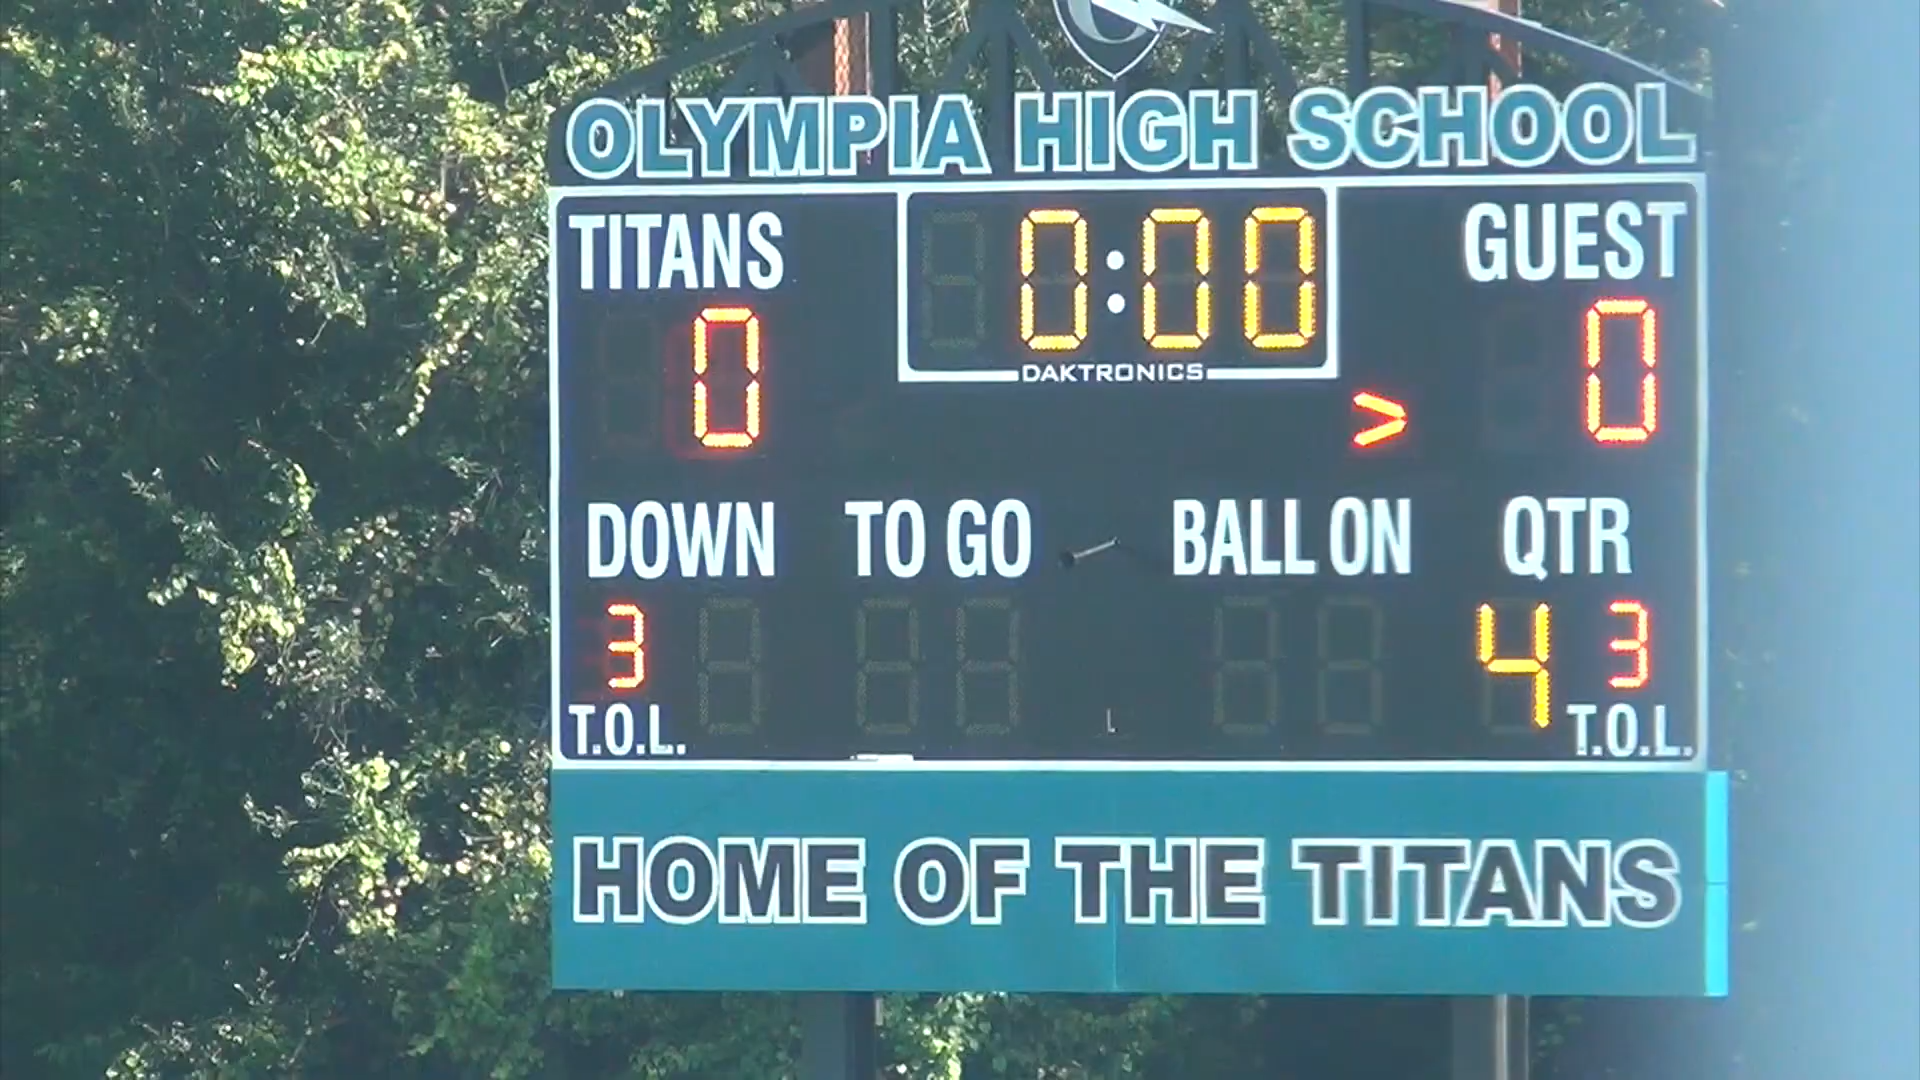 OLYMPIA HIGH SCHOOL
TITANS 0:00 GUEST
DAKTRONICS
0 > 0
DOWN TO GO BALL ON QTR
3 4 3
T.O.L. T.O.L.
HOME OF THE TITANS